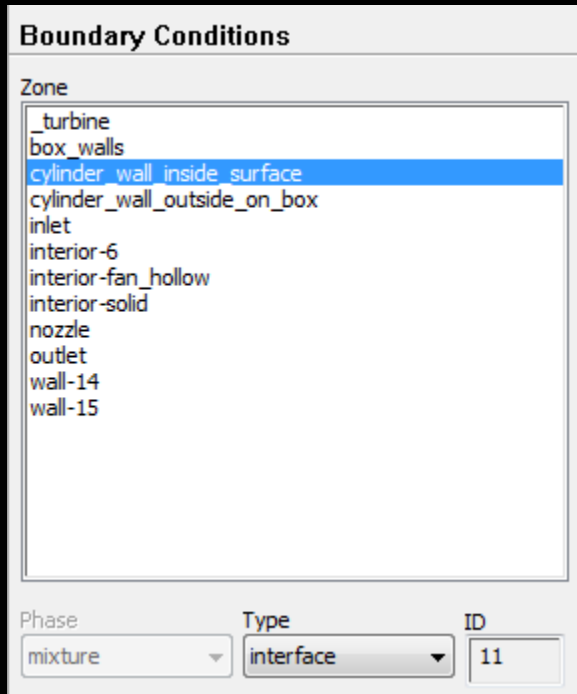 Boundary Conditions
Zone
_turbine
box_walls
cylinder_wall_inside_surface
cylinder_wall_outside_on_box
inlet
interior-6
interior-fan_hollow
interior-solid
nozzle
outlet
wall-14
wall-15
Phase Type ID
mixture interface 11